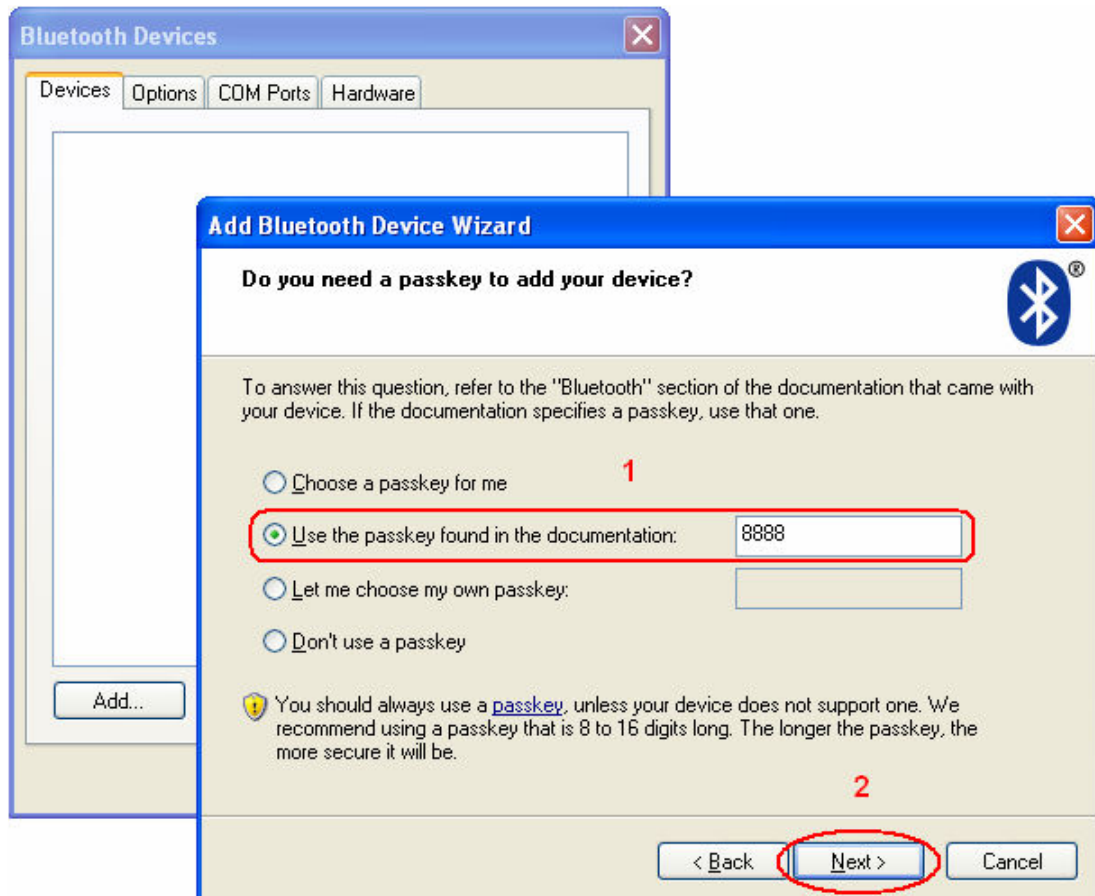 Bluetooth Devices
Devices Options COM Ports Hardware
Add Bluetooth Device Wizard
Do you need a passkey to add your device?
®
To answer this question, refer to the "Bluetooth" section of the documentation that came with
your device. If the documentation specifies a passkey, use that one.
1
Choose a passkey for me
Use the passkey found in the documentation: 8888
Let me choose my own passkey:
Don't use a passkey
Add...
You should always use a passkey, unless your device does not support one. We
recommend using a passkey that is 8 to 16 digits long. The longer the passkey, the
more secure it will be.
2
< Back Next > Cancel